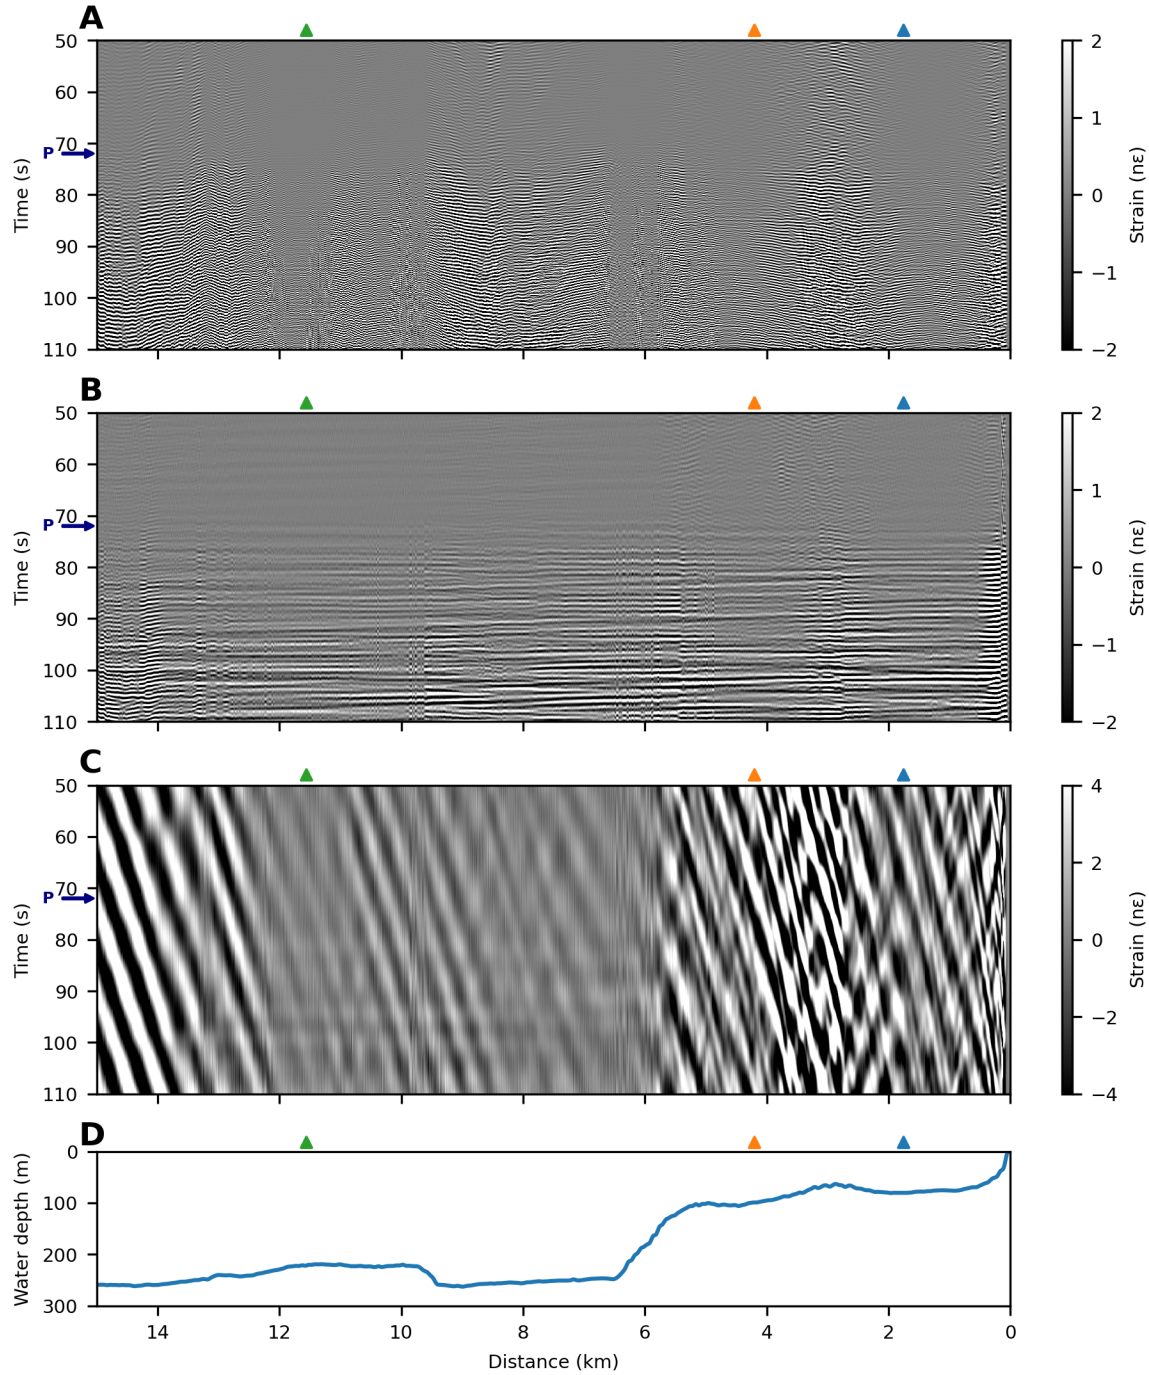 A
50
60
70
P
80
90
100
110
Time (s)
2
1
0
−1
−2
Strain (nε)
B
50
60
70
P
80
90
100
110
Time (s)
2
1
0
−1
−2
Strain (nε)
C
50
60
70
P
80
90
100
110
Time (s)
4
2
0
−2
−4
Strain (nε)
D
0
100
200
300
Water depth (m)
14 12 10 8 6 4 2 0
Distance (km)